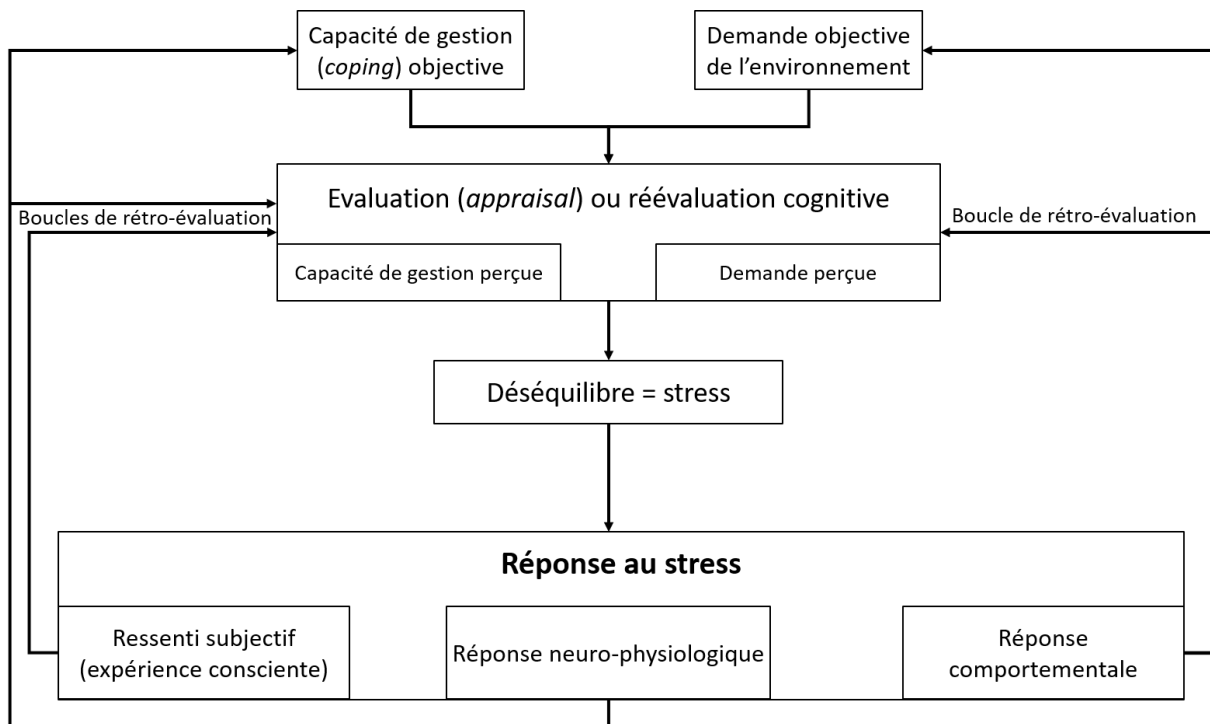 Capacité de gestion
(coping) objective
Demande objective
de l’environnement
Evaluation (appraisal) ou réévaluation cognitive
Boucles de rétro-évaluation
Boucle de rétro-évaluation
Capacité de gestion perçue
Demande perçue
Déséquilibre = stress
Réponse au stress
Ressenti subjectif
(expérience consciente)
Réponse neuro-physiologique
Réponse
comportementale